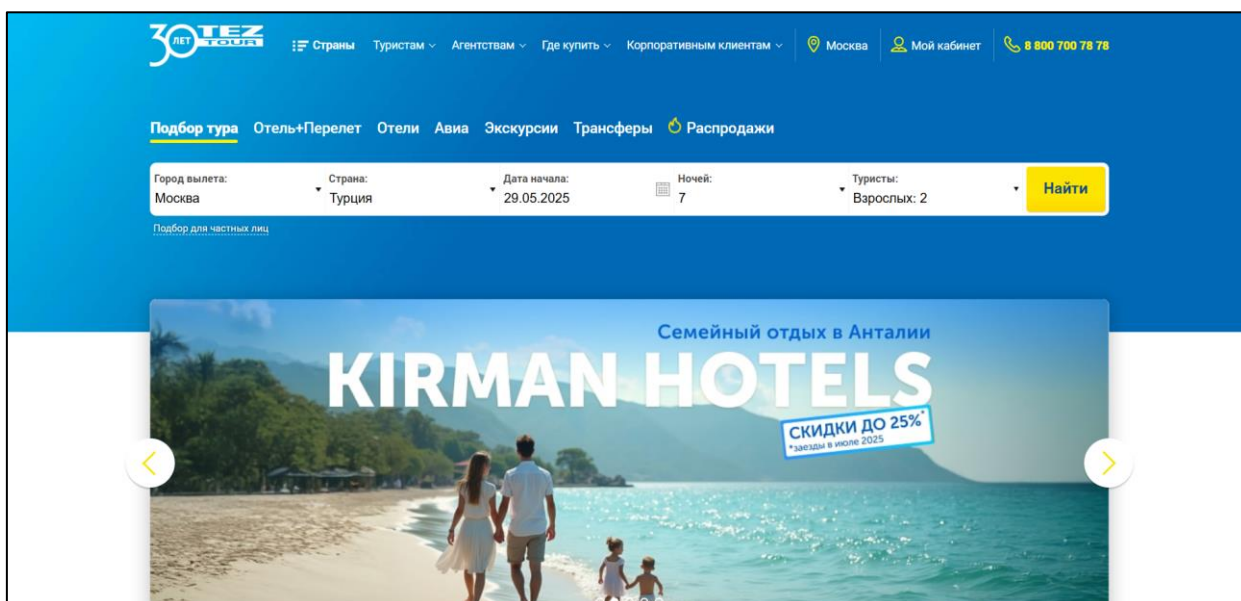 30 ЛЕТ TEZ TOUR
Страны Туристам Агентствам Где купить Корпоративным клиентам Москва Мой кабинет 8 800 700 78 78
Подбор тура Отель+Перелет Отели Авиа Экскурсии Трансферы Распродажи
Город вылета: Страна: Дата начала: Ночей: Туристы:
Москва Турция 29.05.2025 7 Взрослых: 2 Найти
Подбор для частных лиц
Семейный отдых в Анталии
KIRMAN HOTELS
СКИДКИ ДО 25%*
*заезды в июле 2025